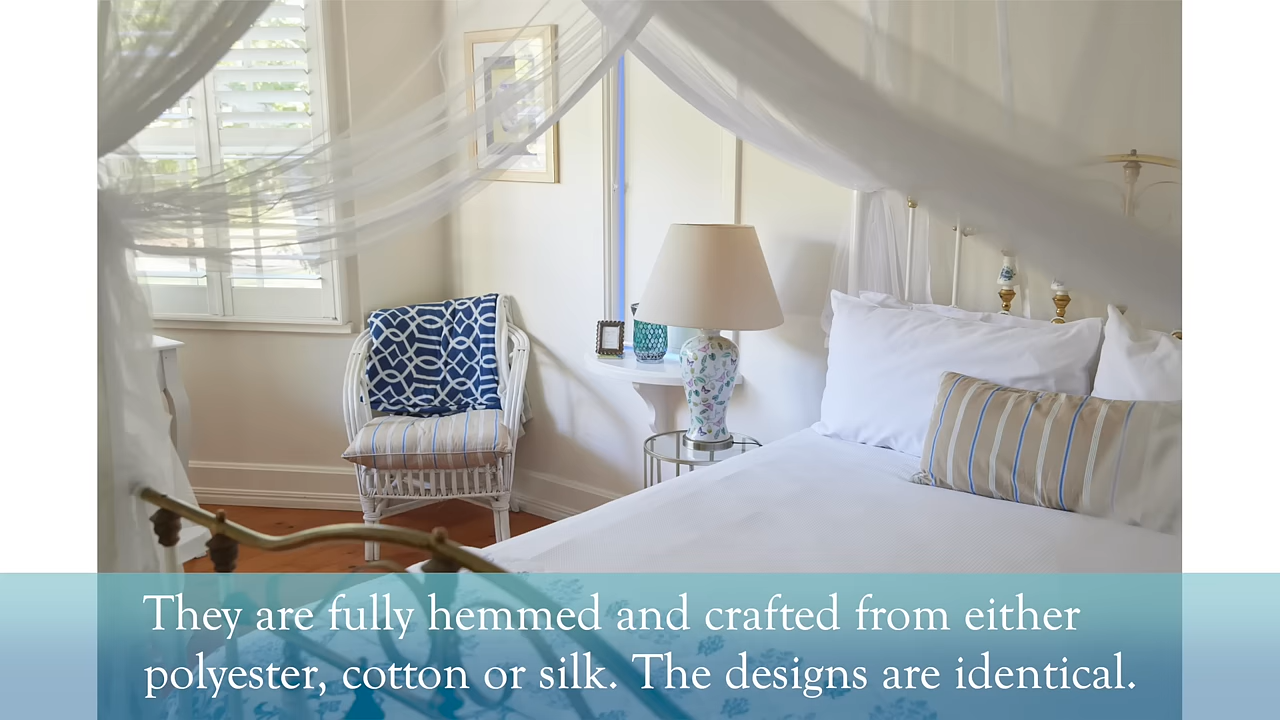 They are fully hemmed and crafted from either
polyester, cotton or silk. The designs are identical.